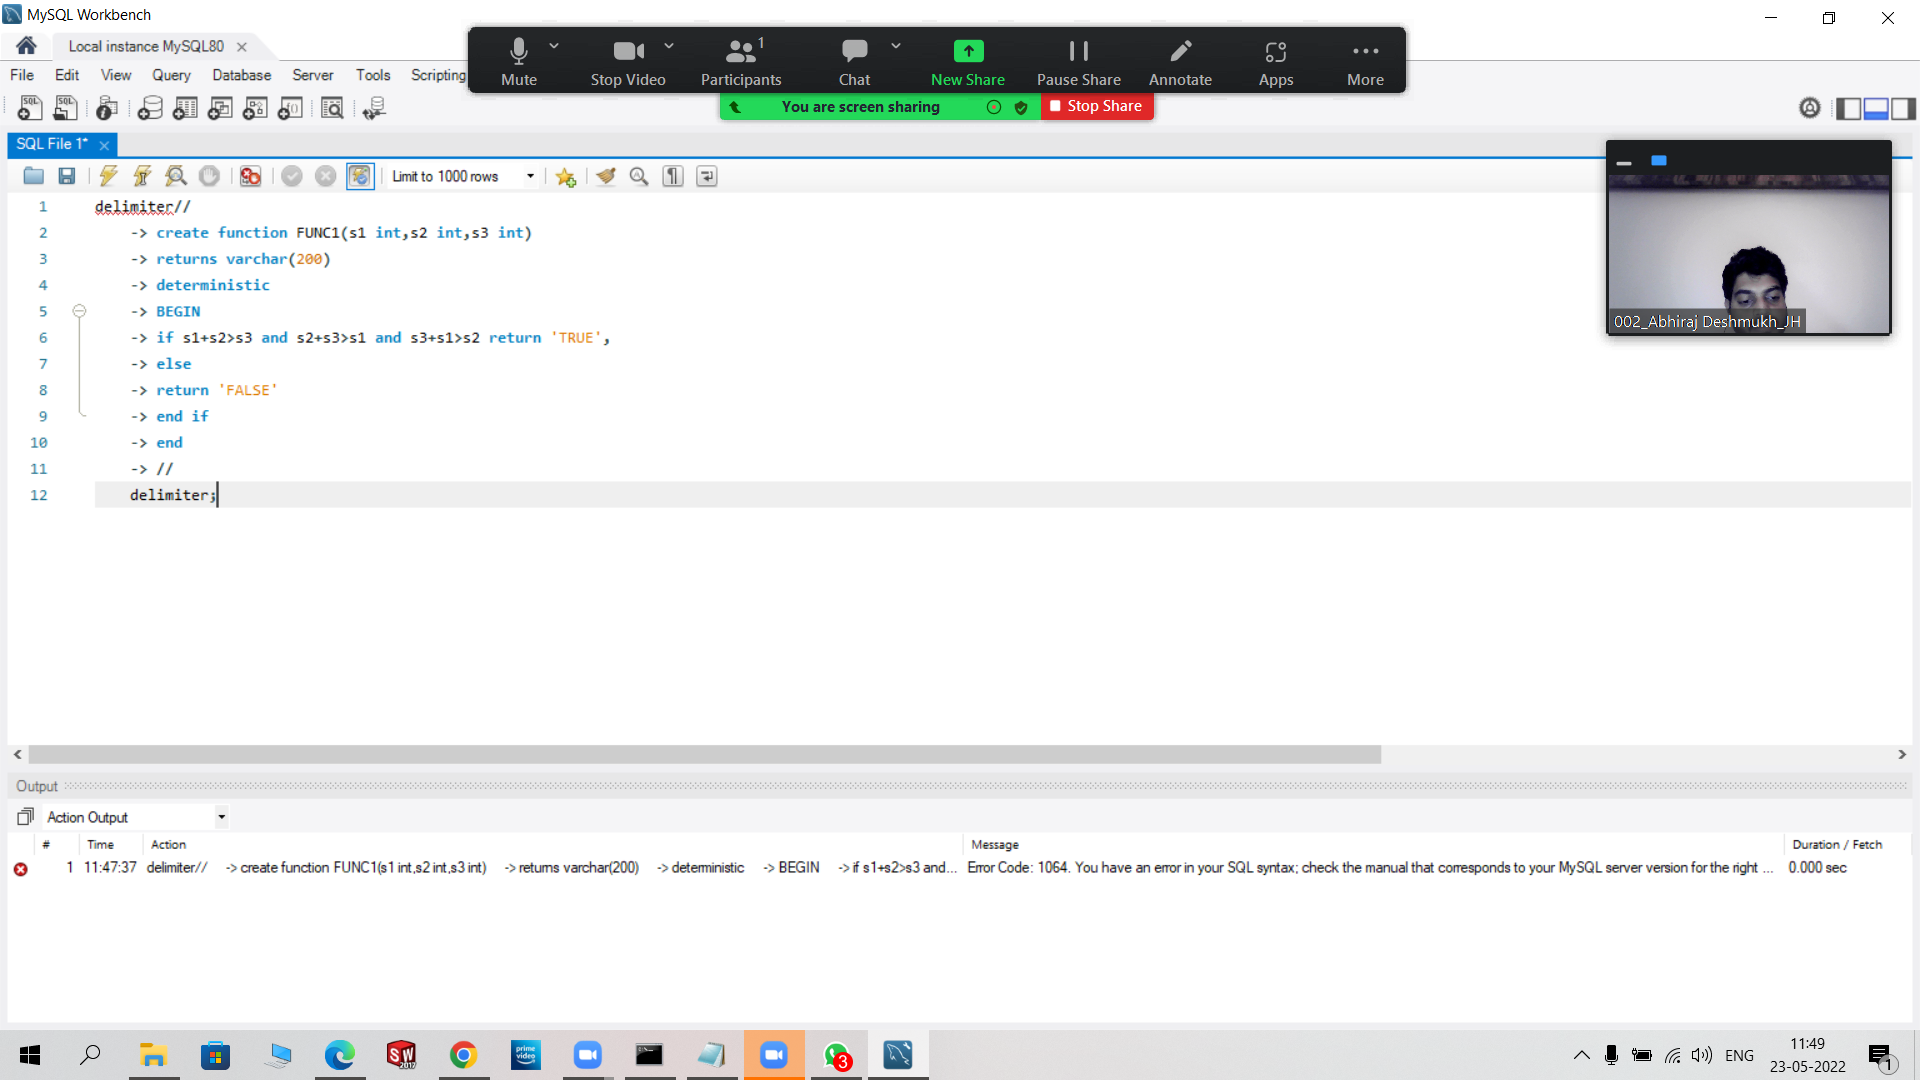 MySQL Workbench
Local instance MySQL80
File Edit View Query Database Server Tools Scripting
Mute Stop Video Participants 1 Chat New Share Pause Share Annotate Apps More
You are screen sharing Stop Share
SQL File 1*
Limit to 1000 rows
1 delimiter//
2 -> create function FUNC1(s1 int,s2 int,s3 int)
3 -> returns varchar(200)
4 -> deterministic
5 -> BEGIN
6 -> if s1+s2>s3 and s2+s3>s1 and s3+s1>s2 return 'TRUE',
7 -> else
8 -> return 'FALSE'
9 -> end if
10 -> end
11 -> //
12 delimiter;
002_Abhiraj Deshmukh_JH
Output
Action Output
# Time Action Message Duration / Fetch
1 11:47:37 delimiter// -> create function FUNC1(s1 int,s2 int,s3 int) -> returns varchar(200) -> deterministic -> BEGIN -> if s1+s2>s3 and... Error Code: 1064. You have an error in your SQL syntax; check the manual that corresponds to your MySQL server version for the right ... 0.000 sec
SW 2017
prime video
3
ENG
11:49
23-05-2022
1